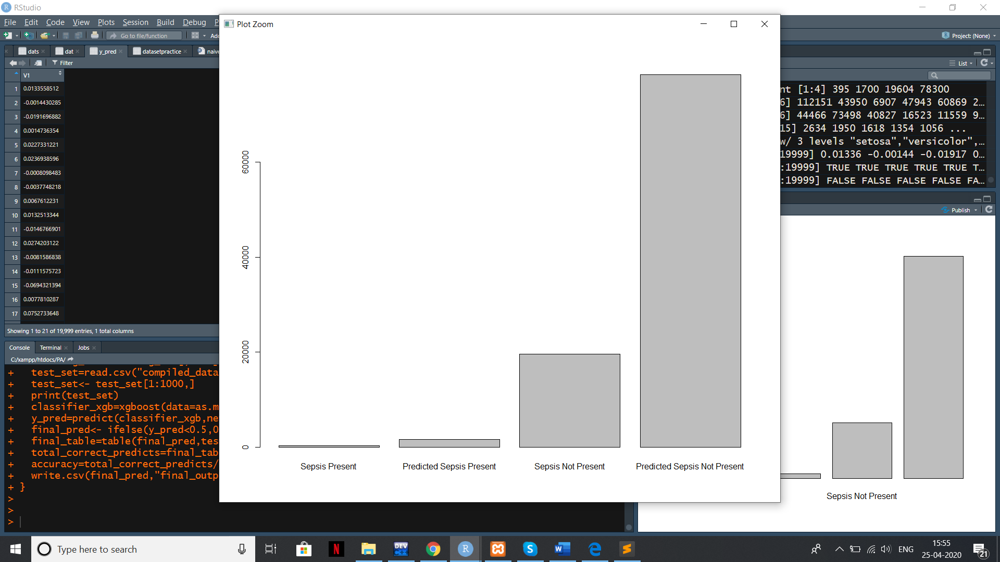 RStudio
File Edit Code View Plots Session Build Debug P
Go to file/function Add
Project: (None)
dats dat y_pred datasetpractice naive
Filter
V1
1 0.0133558512
2 -0.0014430285
3 -0.0191696882
4 0.0014736354
5 0.0227331221
6 0.0236938596
7 -0.0008098483
8 -0.0037748218
9 0.0067612231
10 0.0132513344
11 -0.0146766901
12 0.0274203122
13 -0.0081586838
14 -0.0111575723
15 -0.0694321394
16 0.0077810287
17 0.0752733648
Showing 1 to 21 of 19,999 entries, 1 total columns
Console Terminal Jobs
C:/xampp/htdocs/PA/
+ test_set=read.csv("compiled_data
+ test_set<- test_set[1:1000,]
+ print(test_set)
+ classifier_xgb=xgboost(data=as.m
+ y_pred=predict(classifier_xgb,ne
+ final_pred<- ifelse(y_pred<0.5,0
+ final_table=table(final_pred,tes
+ total_correct_predicts=final_tab
+ accuracy=total_correct_predicts/
+ write.csv(final_pred,"final_outp
+ }
>
>
>
Plot Zoom
60000
40000
20000
0
Sepsis Present Predicted Sepsis Present Sepsis Not Present Predicted Sepsis Not Present
List
nt [1:4] 395 1700 19604 78300
6] 112151 43950 6907 47943 60869 2...
6] 44466 73498 40827 16523 11559 9...
15] 2634 1950 1618 1354 1056 ...
w/ 3 levels "setosa","versicolor",...
19999] 0.01336 -0.00144 -0.01917 0...
:19999] TRUE TRUE TRUE TRUE TRUE T...
:19999] FALSE FALSE FALSE FALSE FA...
Publish
Sepsis Not Present
Type here to search
ENG
15:55
25-04-2020
21